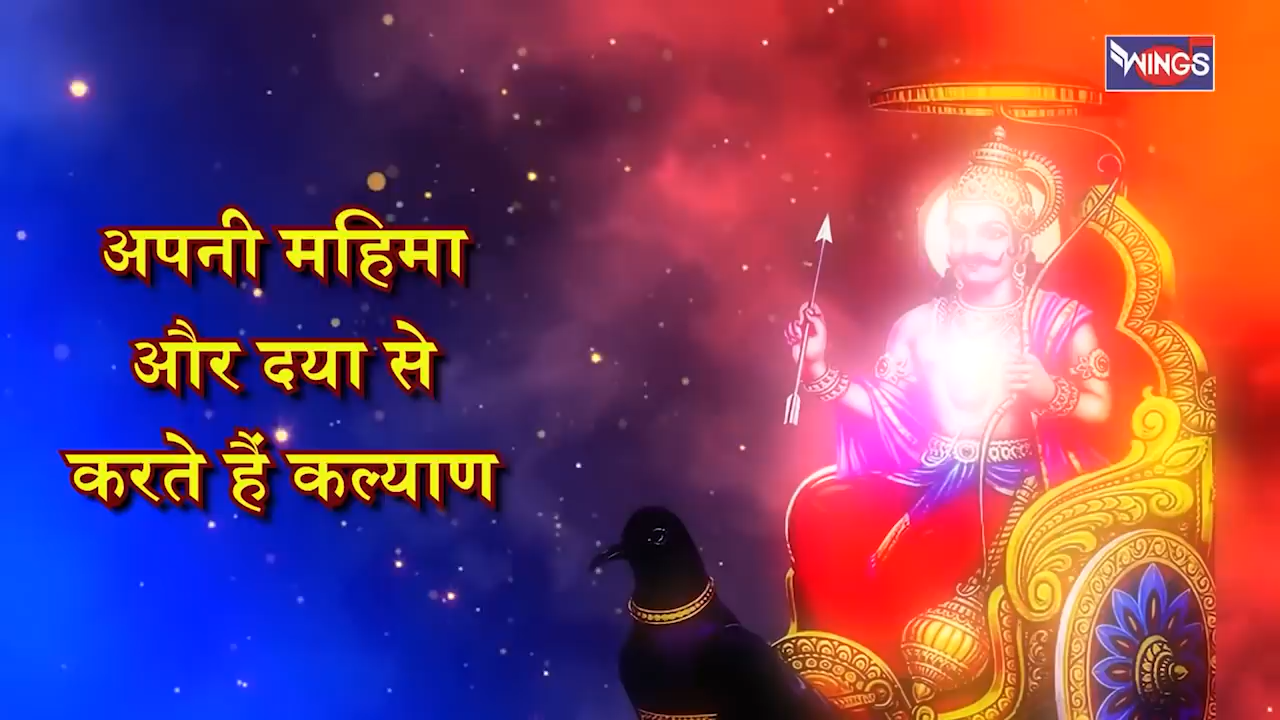 अपनी महिमा
और दया से
करते हैं कल्याण
WINGS